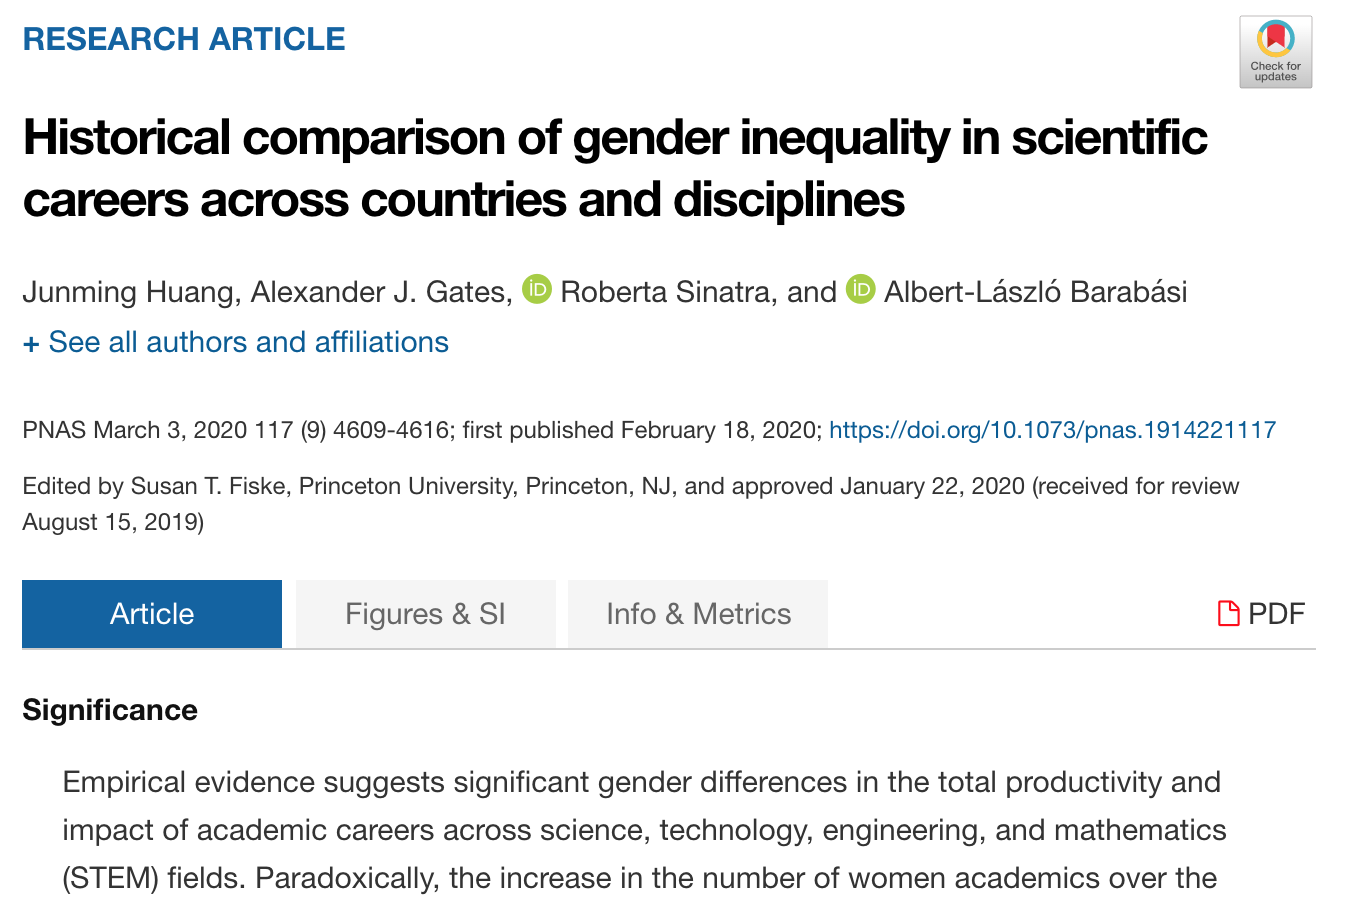 RESEARCH ARTICLE
Check for
updates
Historical comparison of gender inequality in scientific
careers across countries and disciplines
Junming Huang, Alexander J. Gates, iD Roberta Sinatra, and iD Albert-László Barabási
+ See all authors and affiliations
PNAS March 3, 2020 117 (9) 4609-4616; first published February 18, 2020; https://doi.org/10.1073/pnas.1914221117
Edited by Susan T. Fiske, Princeton University, Princeton, NJ, and approved January 22, 2020 (received for review
August 15, 2019)
Article Figures & SI Info & Metrics PDF
Significance
Empirical evidence suggests significant gender differences in the total productivity and
impact of academic careers across science, technology, engineering, and mathematics
(STEM) fields. Paradoxically, the increase in the number of women academics over the